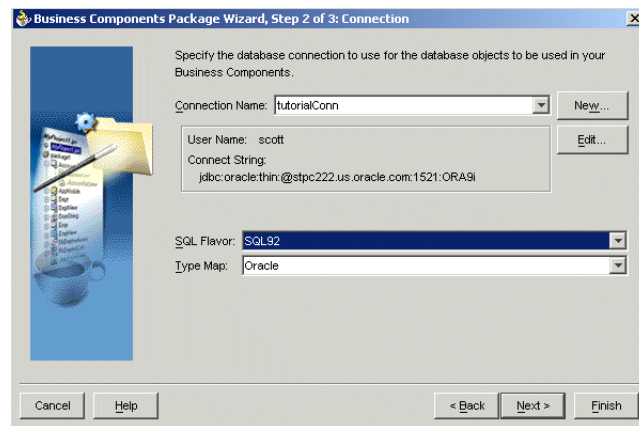 Business Components Package Wizard, Step 2 of 3: Connection
Specify the database connection to use for the database objects to be used in your
Business Components.
Connection Name: tutorialConn
New...
User Name: scott
Edit...
Connect String:
jdbc:oracle:thin:@stpc222.us.oracle.com:1521:ORA9i
SQL Flavor: SQL92
Type Map: Oracle
Cancel Help < Back Next > Finish